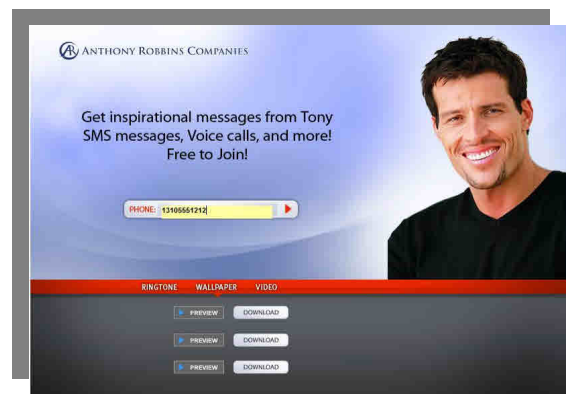 AR ANTHONY ROBBINS COMPANIES
Get inspirational messages from Tony
SMS messages, Voice calls, and more!
Free to Join!
PHONE: 13105551212
RINGTONE WALLPAPER VIDEO
PREVIEW DOWNLOAD
PREVIEW DOWNLOAD
PREVIEW DOWNLOAD